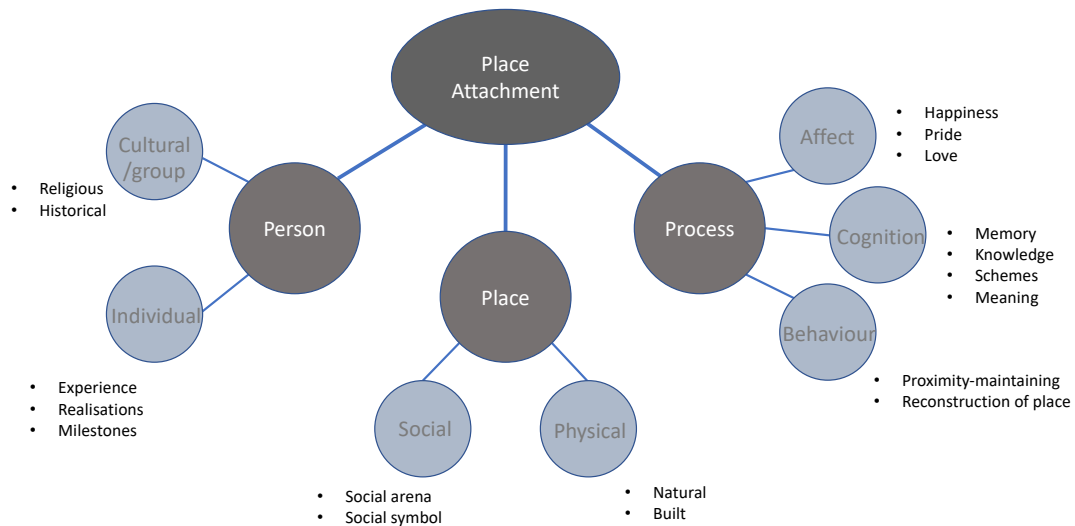 Place
Attachment
Person
Cultural
/group
• Religious
• Historical
Individual
• Experience
• Realisations
• Milestones
Place
Social
• Social arena
• Social symbol
Physical
• Natural
• Built
Process
Affect
• Happiness
• Pride
• Love
Cognition
• Memory
• Knowledge
• Schemes
• Meaning
Behaviour
• Proximity-maintaining
• Reconstruction of place